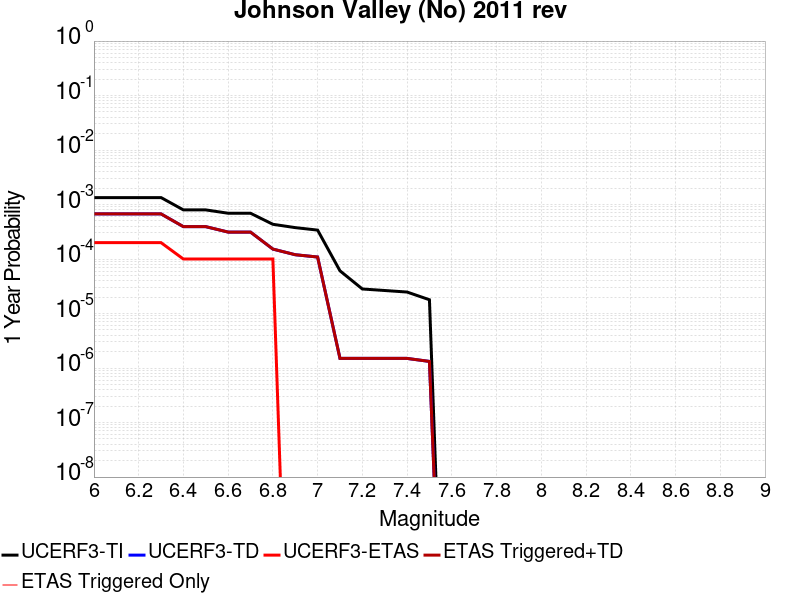 Johnson Valley (No) 2011 rev
1 Year Probability
10^0
10^-1
10^-2
10^-3
10^-4
10^-5
10^-6
10^-7
10^-8
6 6.2 6.4 6.6 6.8 7 7.2 7.4 7.6 7.8 8 8.2 8.4 8.6 8.8 9
Magnitude
UCERF3-TI UCERF3-TD UCERF3-ETAS ETAS Triggered+TD
ETAS Triggered Only